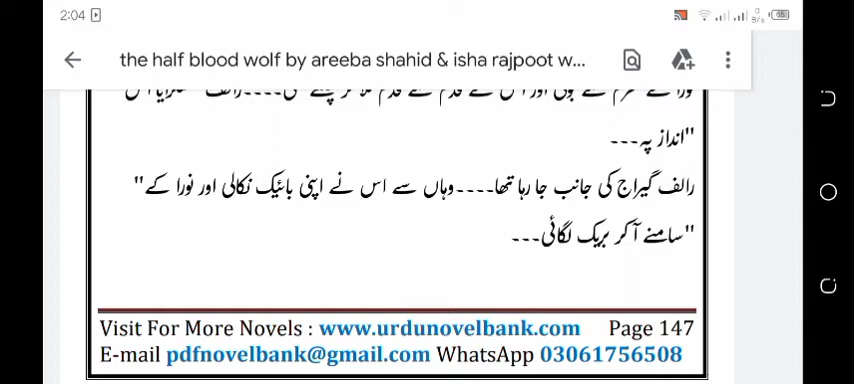 2:04
0
B/s
the half blood wolf by areeba shahid & isha rajpoot w...
"انداز پہ۔۔۔
رالف گیراج کی جانب جا رہا تھا۔۔۔۔وہاں سے اس نے اپنی بائیک نکالی اور نورا کے"
"سامنے آ کر بریک لگائی۔۔۔
Visit For More Novels : www.urdunovelbank.com Page 147
E-mail pdfnovelbank@gmail.com WhatsApp 03061756508